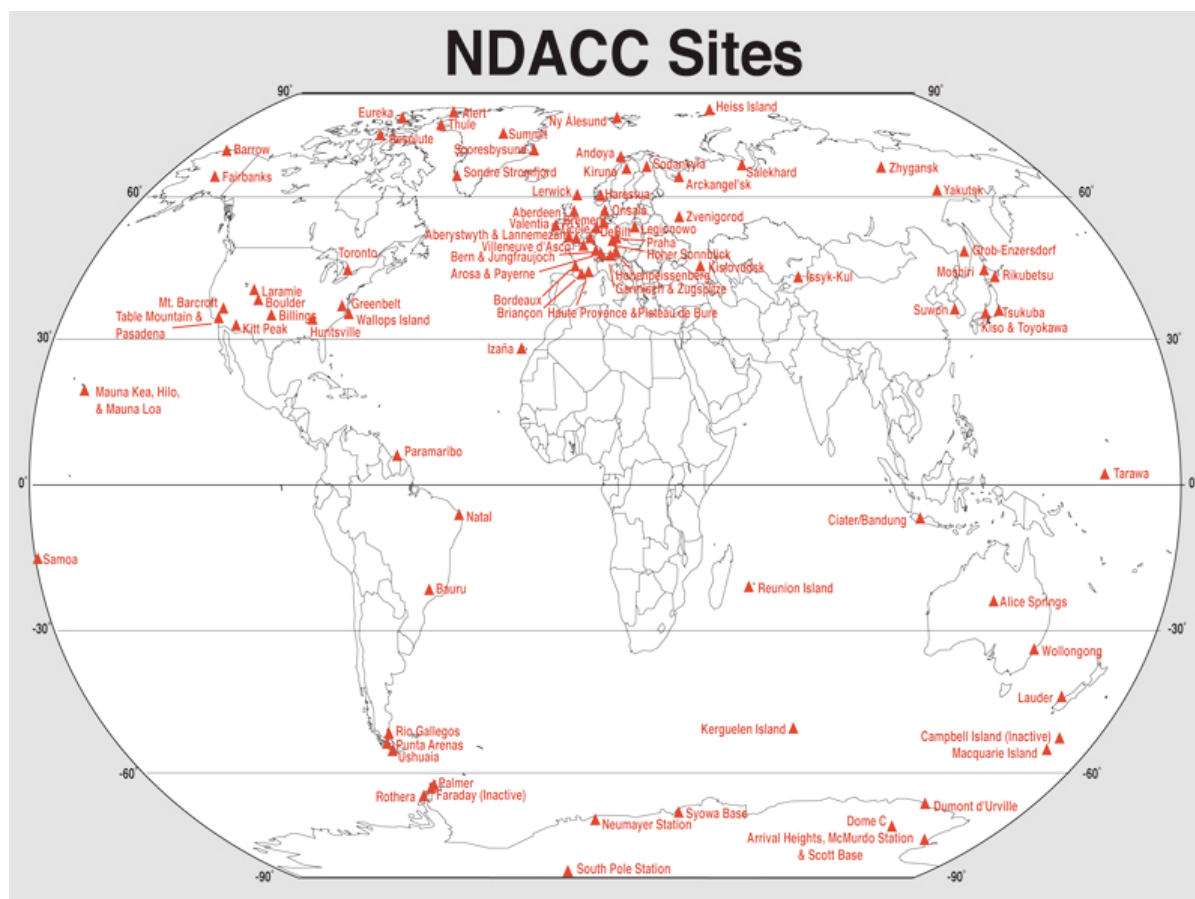 NDACC Sites
90°
90°
Eureka
Alert
Thule
Resolute
Summit
Scoresbysund
Ny Alesund
Heiss Island
Barrow
Fairbanks
Sondre Stromfjord
Andøya
Kiruna
Sodankyla
Salekhard
Arckangel'sk
Zhygansk
Yakutsk
60°
60°
Lerwick
Harestua
Aberdeen
Onsala
Zvenigorod
Valentia
Bremen
Uccle
DeBilt
Legionowo
Aberystwyth & Lannemezan
Praha
Villeneuve d'Ascq
Hoher Sonnblick
Bern & Jungfraujoch
Kislovodsk
Issyk-Kul
Arosa & Payerne
Hohenpeissenberg
Garmisch & Zugspitze
Bordeaux
Briançon
Haute Provence & Plateau de Bure
Grob-Enzersdorf
Moshiri
Rikubetsu
Suwon
Tsukuba
Kiso & Toyokawa
Toronto
Laramie
Boulder
Mt. Barcroft
Greenbelt
Table Mountain &
Pasadena
Billings
Wallops Island
Kitt Peak
Huntsville
30°
30°
Izaña
Mauna Kea, Hilo,
& Mauna Loa
Paramaribo
Tarawa
0°
0
Natal
Ciater/Bandung
Samoa
Bauru
Reunion Island
Alice Springs
-30°
-30°
Wollongong
Lauder
Rio Gallegos
Punta Arenas
Ushuaia
Kerguelen Island
Campbell Island (Inactive)
Macquarie Island
-60°
-60°
Palmer
Rothera
Faraday (Inactive)
Neumayer Station
Syowa Base
Dumont d'Urville
Dome C
Arrival Heights, McMurdo Station
& Scott Base
South Pole Station
-90°
-90°